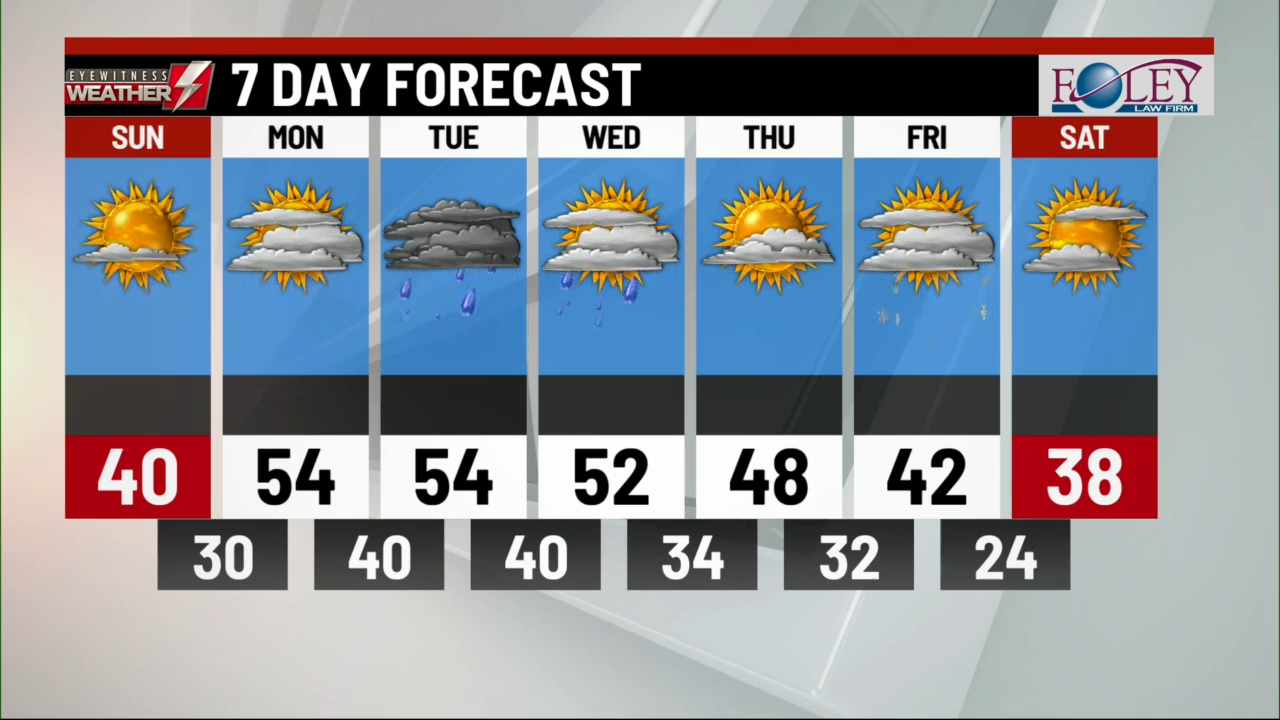 EYEWITNESS
WEATHER
7 DAY FORECAST
FOLEY
LAW FIRM
SUN MON TUE WED THU FRI SAT
40 54 54 52 48 42 38
30 40 40 34 32 24